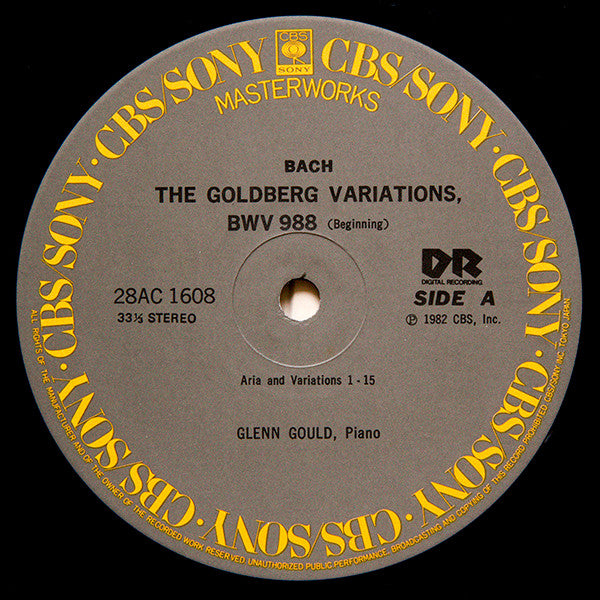 CBS
SONY
CBS/SONY · CBS/SONY · CBS/SONY · CBS/SONY · CBS/SONY · CBS/SONY · CBS/SONY · CBS/SONY
MASTERWORKS
BACH
THE GOLDBERG VARIATIONS,
BWV 988 (Beginning)
DR
DIGITAL RECORDING
28AC 1608
SIDE A
33⅓ STEREO
℗ 1982 CBS, Inc.
Aria and Variations 1 - 15
GLENN GOULD, Piano
ALL RIGHTS OF THE MANUFACTURER AND OF THE OWNER OF THE RECORDED WORK RESERVED. UNAUTHORIZED PUBLIC PERFORMANCE, BROADCASTING AND COPYING OF THIS RECORD PROHIBITED. CBS/SONY INC. TOKYO JAPAN